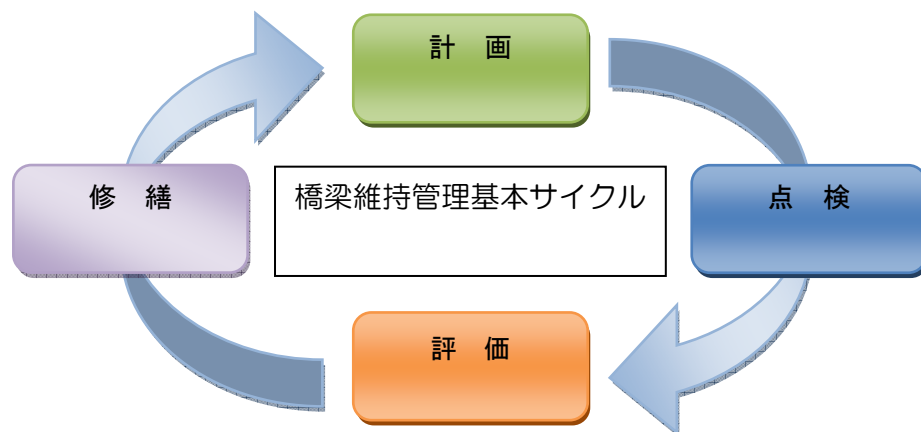 計　画
修　繕
橋梁維持管理基本サイクル
点　検
評　価